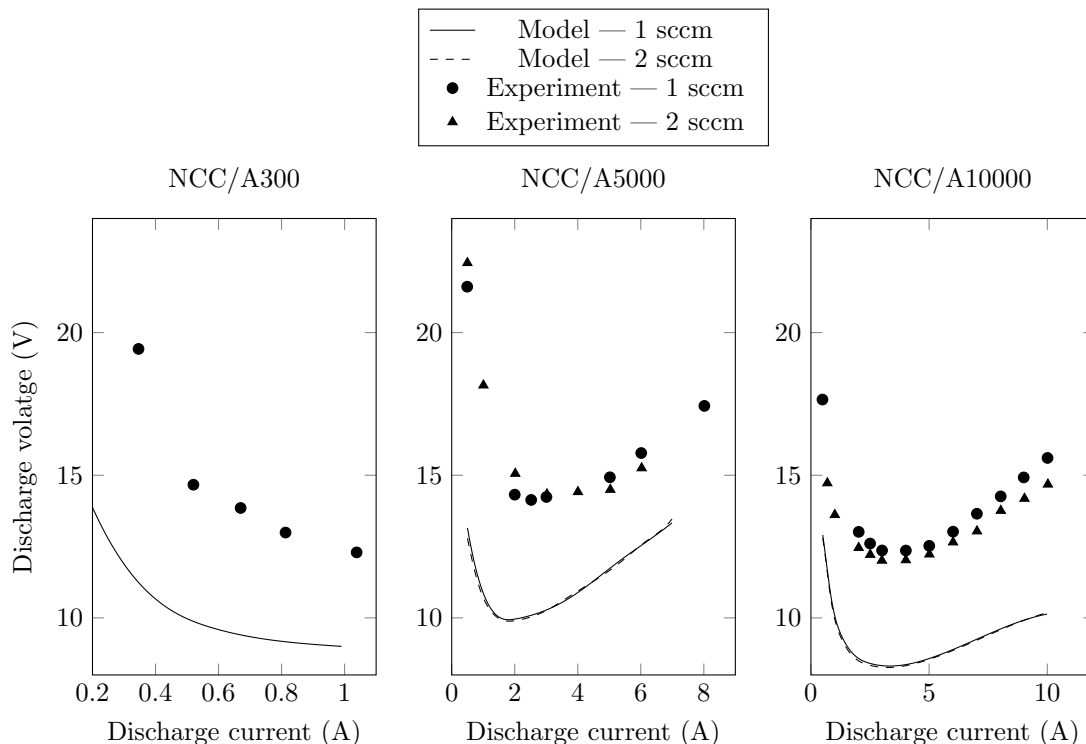 Model — 1 sccm
Model — 2 sccm
Experiment — 1 sccm
Experiment — 2 sccm
NCC/A300
NCC/A5000
NCC/A10000
Discharge volatge (V)
20
15
10
0.2 0.4 0.6 0.8 1
Discharge current (A)
20
15
10
0 2 4 6 8
Discharge current (A)
20
15
10
0 5 10
Discharge current (A)